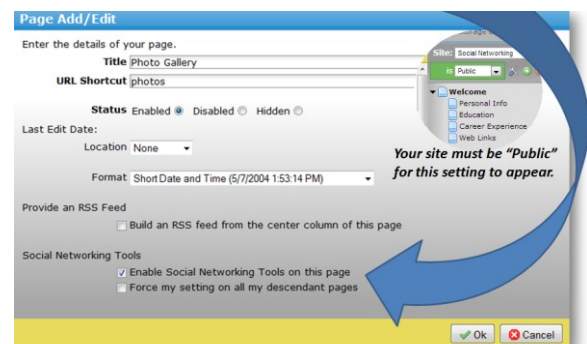 Page Add/Edit
Enter the details of your page.
Title Photo Gallery
URL Shortcut photos
Status Enabled Disabled Hidden
Last Edit Date:
Location None
Format Short Date and Time (5/7/2004 1:53:14 PM)
Provide an RSS Feed
Build an RSS feed from the center column of this page
Social Networking Tools
Enable Social Networking Tools on this page
Force my setting on all my descendant pages
Site: Social Networking
is Public
Welcome
Personal Info
Education
Career Experience
Web Links
Your site must be “Public”
for this setting to appear.
Ok Cancel